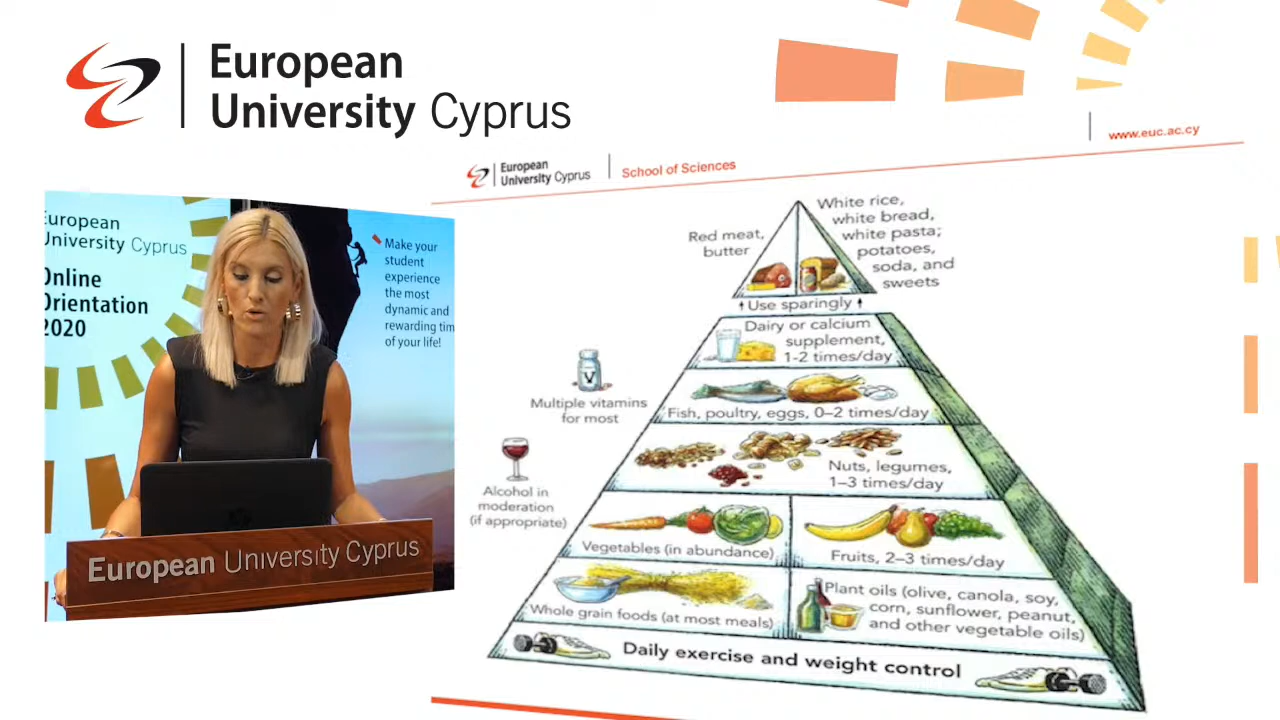 European
University Cyprus
www.euc.ac.cy
European
University Cyprus
School of Sciences
European
University Cyprus
Online
Orientation
2020
Make your
student
experience
the most
dynamic and
rewarding tim
of your life!
European University Cyprus
Red meat,
butter
White rice,
white bread,
white pasta;
potatoes,
soda, and
sweets
Use sparingly
Dairy or calcium
supplement,
1-2 times/day
Multiple vitamins
for most
Fish, poultry, eggs, 0–2 times/day
Nuts, legumes,
1–3 times/day
Alcohol in
moderation
(if appropriate)
Vegetables (in abundance)
Fruits, 2–3 times/day
Whole grain foods (at most meals)
Plant oils (olive, canola, soy,
corn, sunflower, peanut,
and other vegetable oils)
Daily exercise and weight control